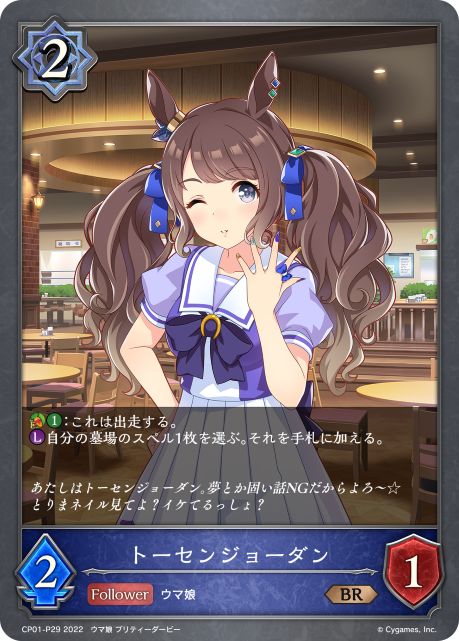 2
1:これは出走する。
L 自分の墓場のスペル1枚を選ぶ。それを手札に加える。
あたしはトーセンジョーダン。夢とか固い話NGだからよろ〜☆
とりまネイル見てよ?イケてるっしょ?
トーセンジョーダン
2
Follower ウマ娘
BR
1
CP01-P29 2022 ウマ娘 プリティーダービー
© Cygames, Inc.